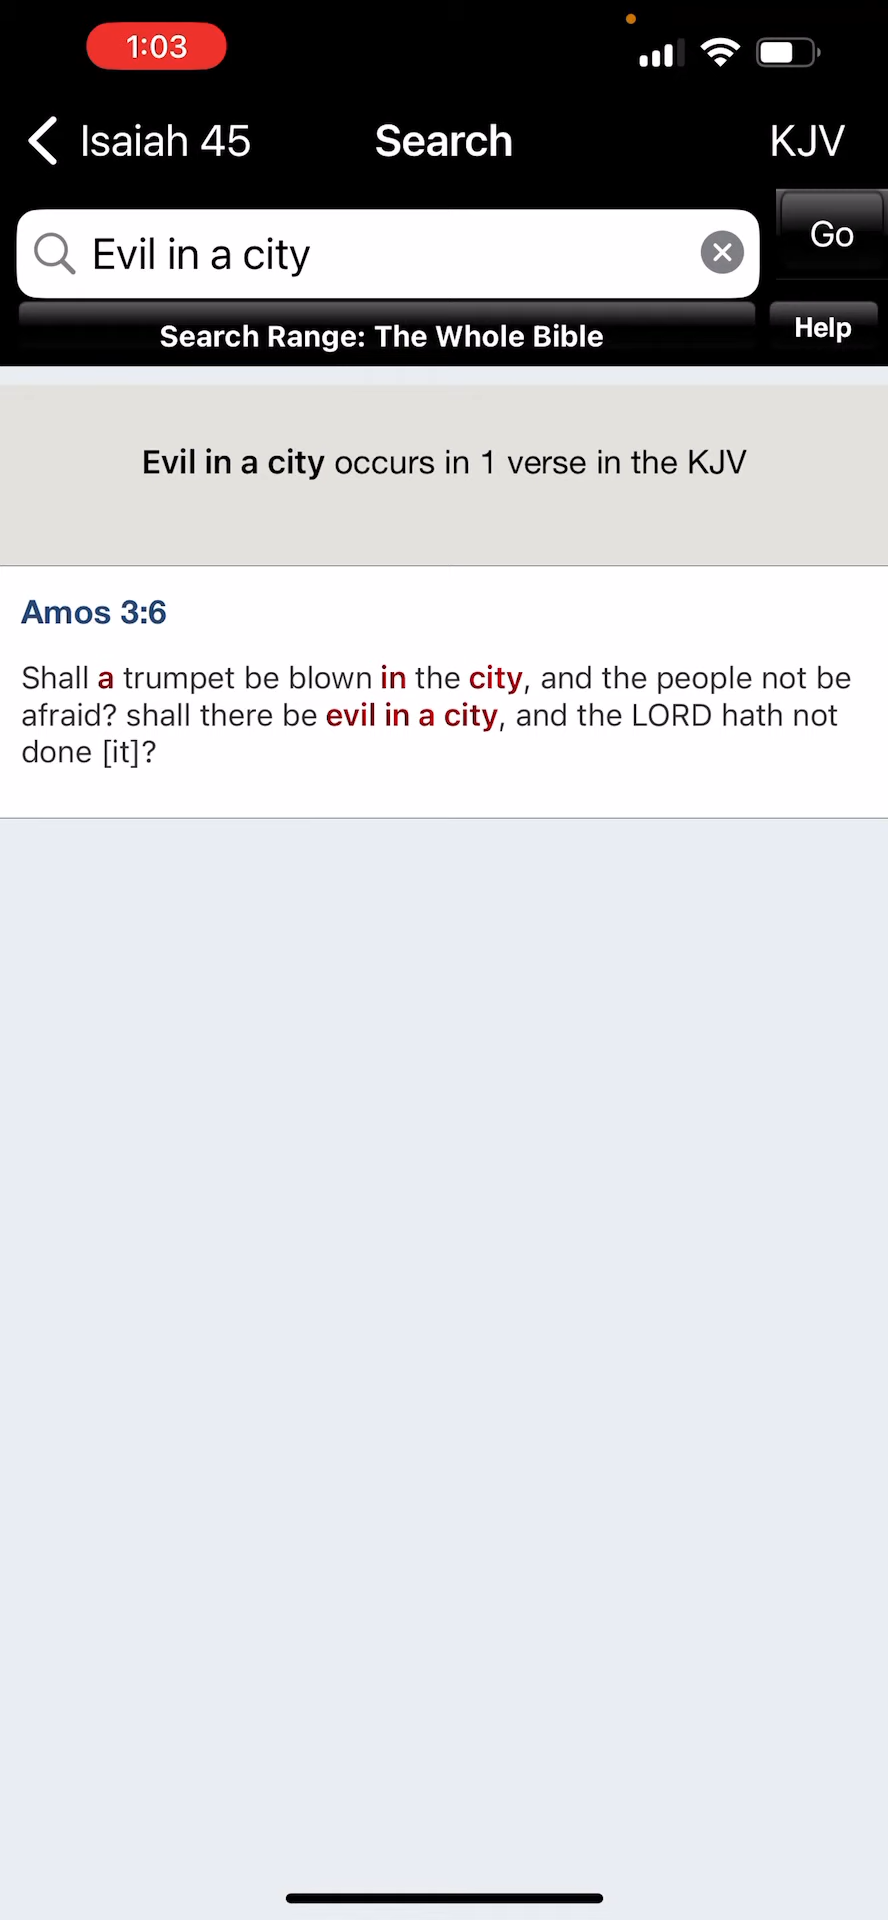 1:03
Isaiah 45 Search KJV
Evil in a city Go
Search Range: The Whole Bible Help
Evil in a city occurs in 1 verse in the KJV
Amos 3:6
Shall a trumpet be blown in the city, and the people not be
afraid? shall there be evil in a city, and the LORD hath not
done [it]?